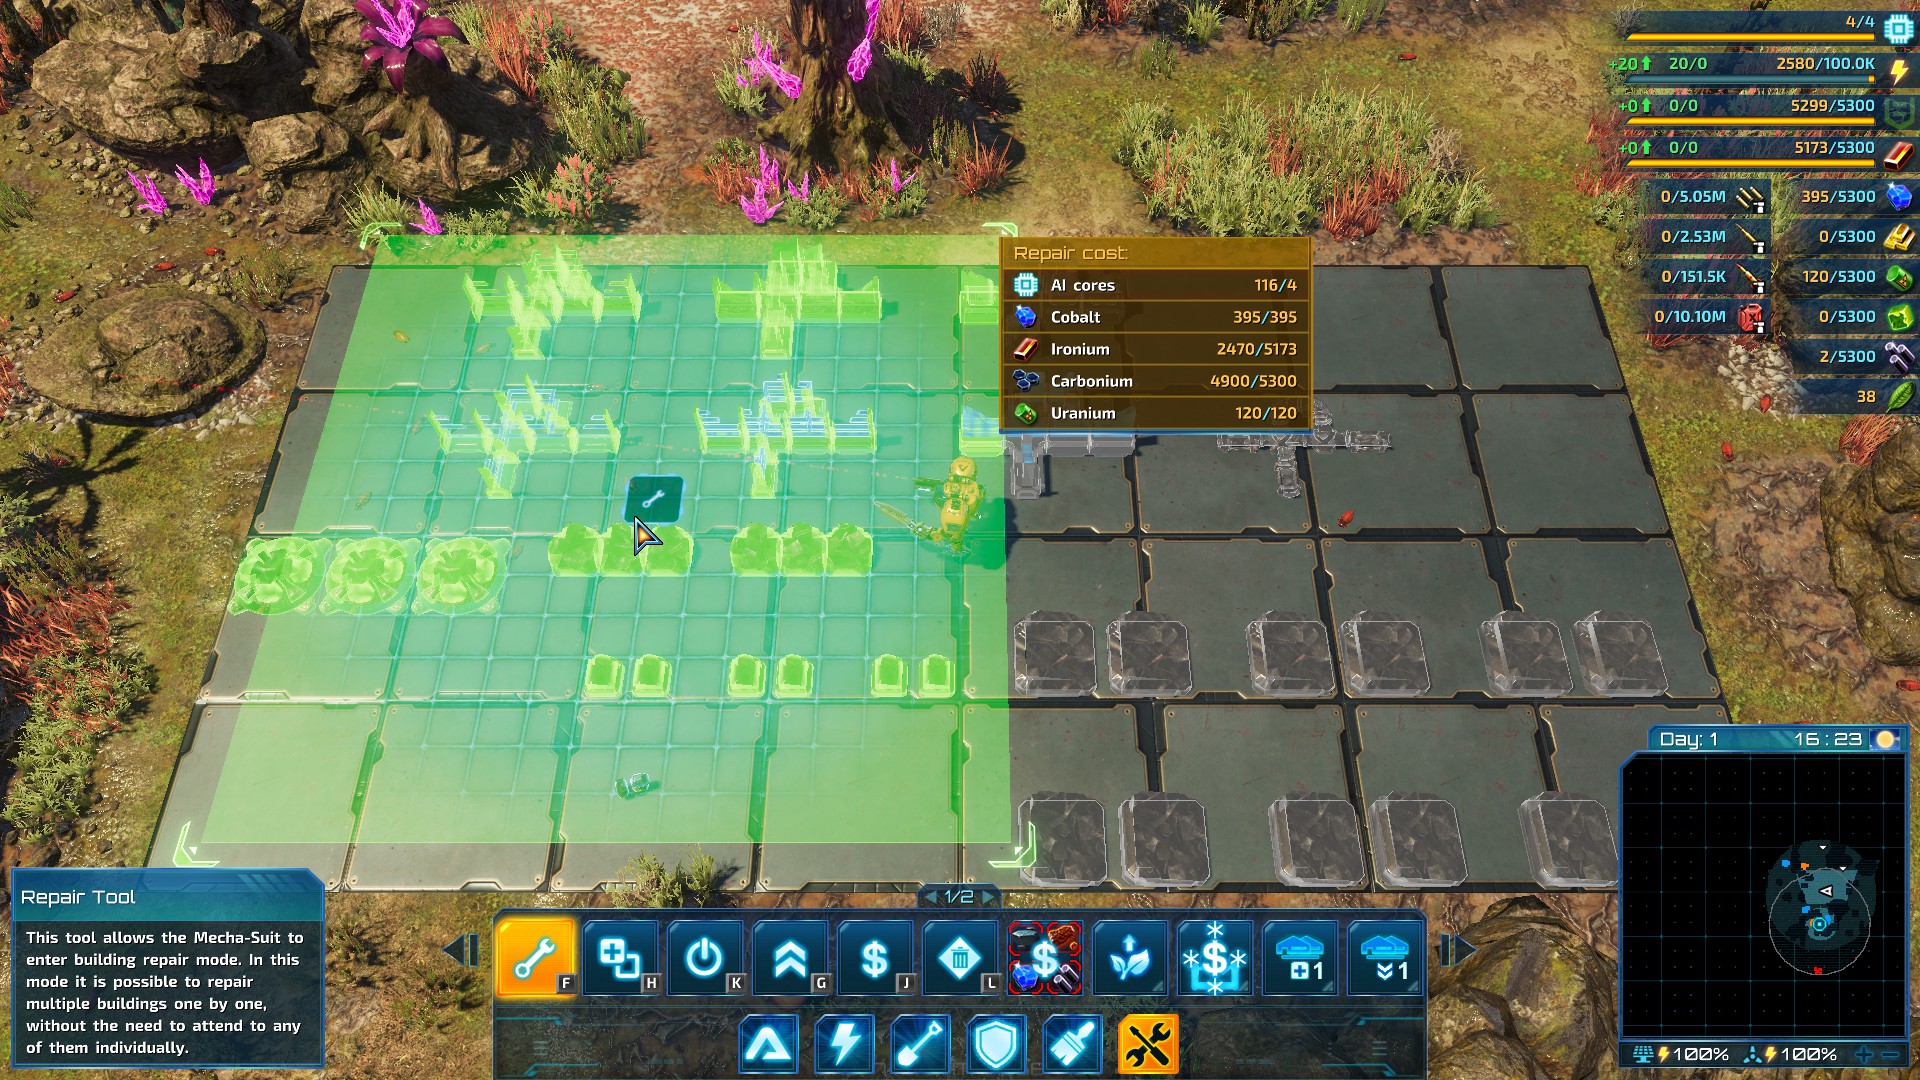 4/4
+20 20/0 2580/100.0K
+0 0/0 5299/5300
+0 0/0 5173/5300
0/5.05M 395/5300
0/2.53M 0/5300
0/151.5K 120/5300
0/10.10M 0/5300
2/5300
38
Repair cost:
AI cores 116/4
Cobalt 395/395
Ironium 2470/5173
Carbonium 4900/5300
Uranium 120/120
Day: 1 16:23
Repair Tool
This tool allows the Mecha-Suit to
enter building repair mode. In this
mode it is possible to repair
multiple buildings one by one,
without the need to attend to any
of them individually.
1/2
F H K G J $ L $ $ 1 1
100% 100%